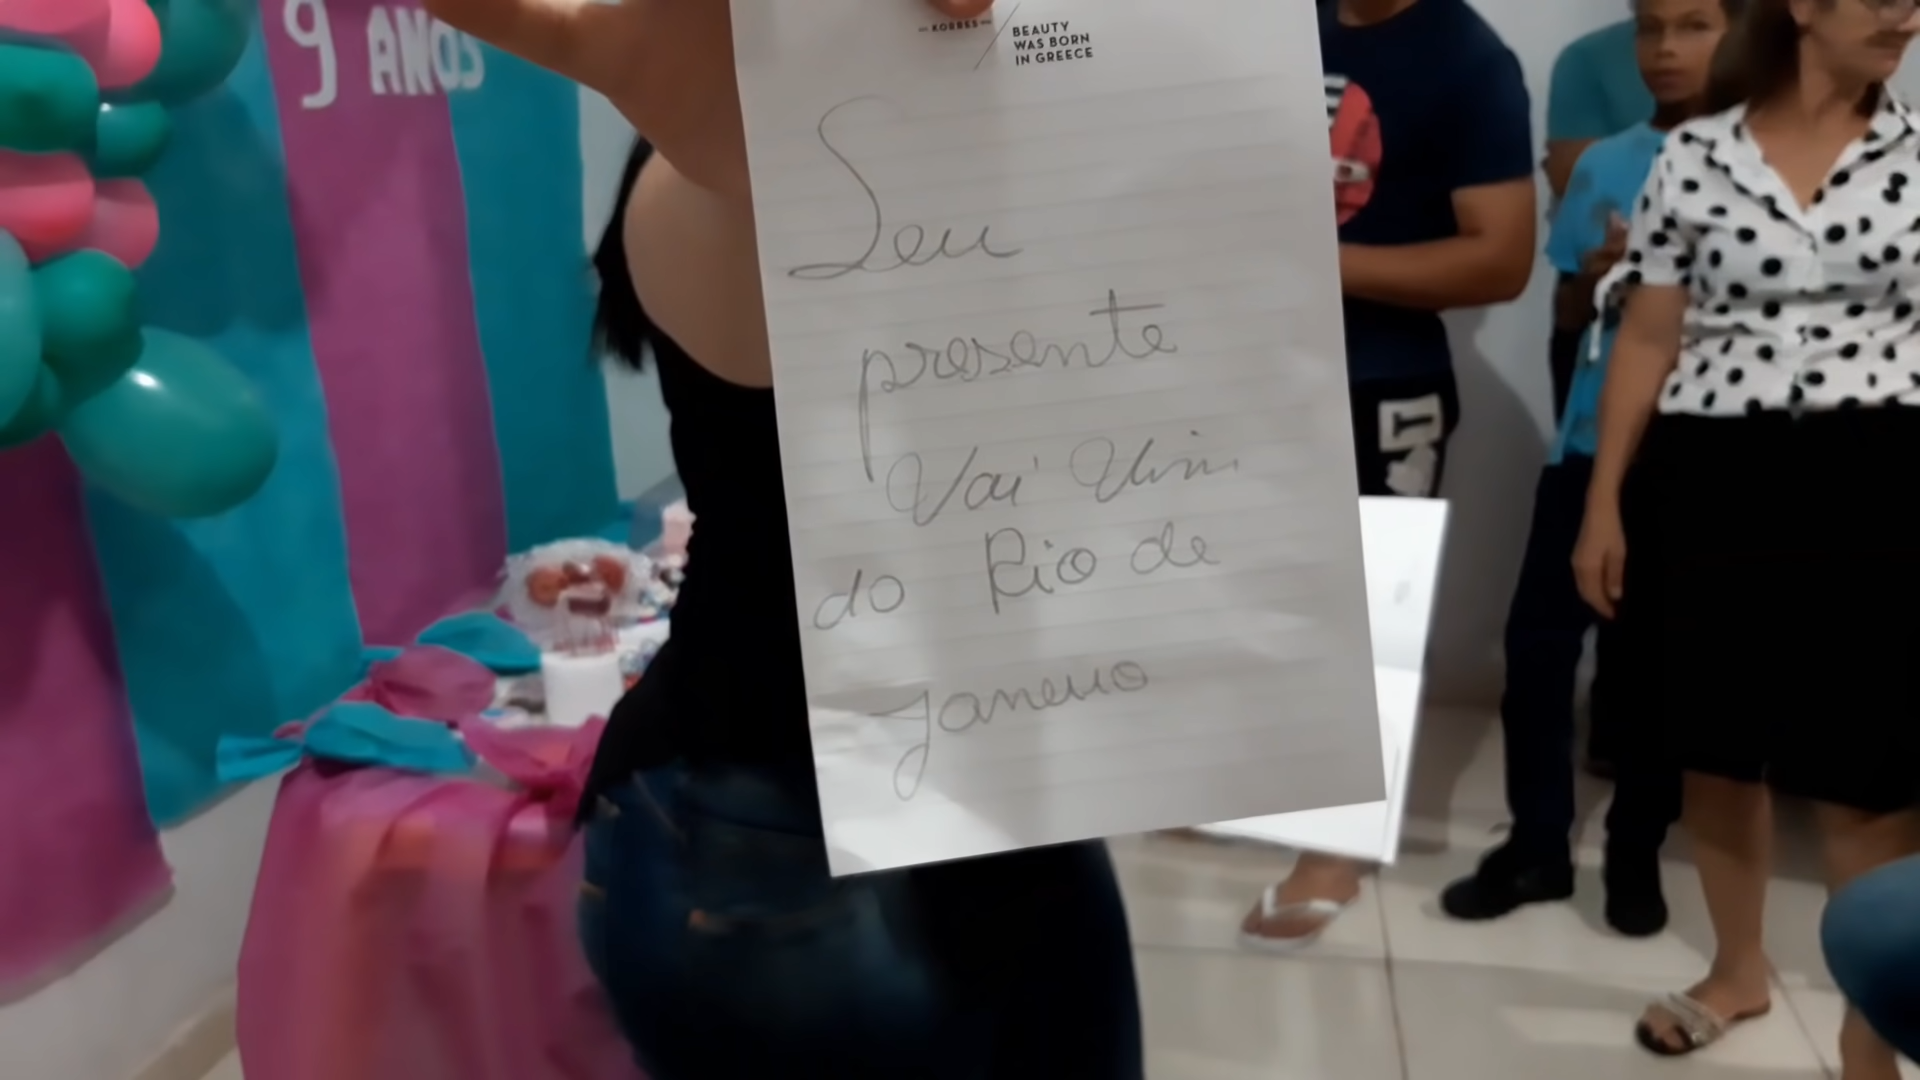 9 ANOS
KORRES
BEAUTY
WAS BORN
IN GREECE
Seu
presente
Vai Vim
do Rio de
Janeiro